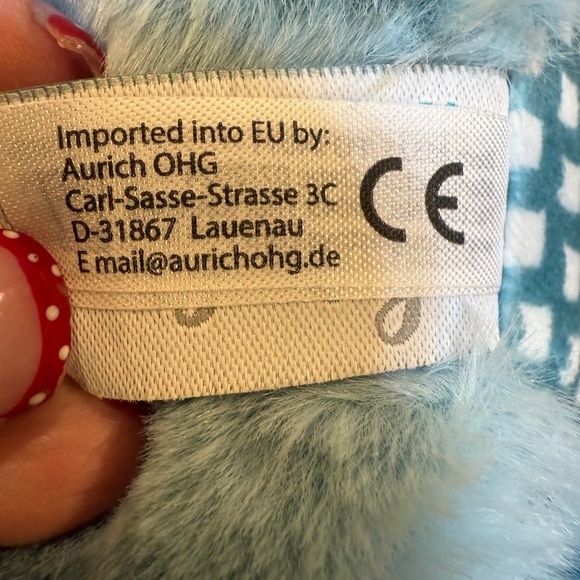 Imported into EU by:
Aurich OHG
Carl-Sasse-Strasse 3C
D-31867 Lauenau
E mail@aurichohg.de
CE